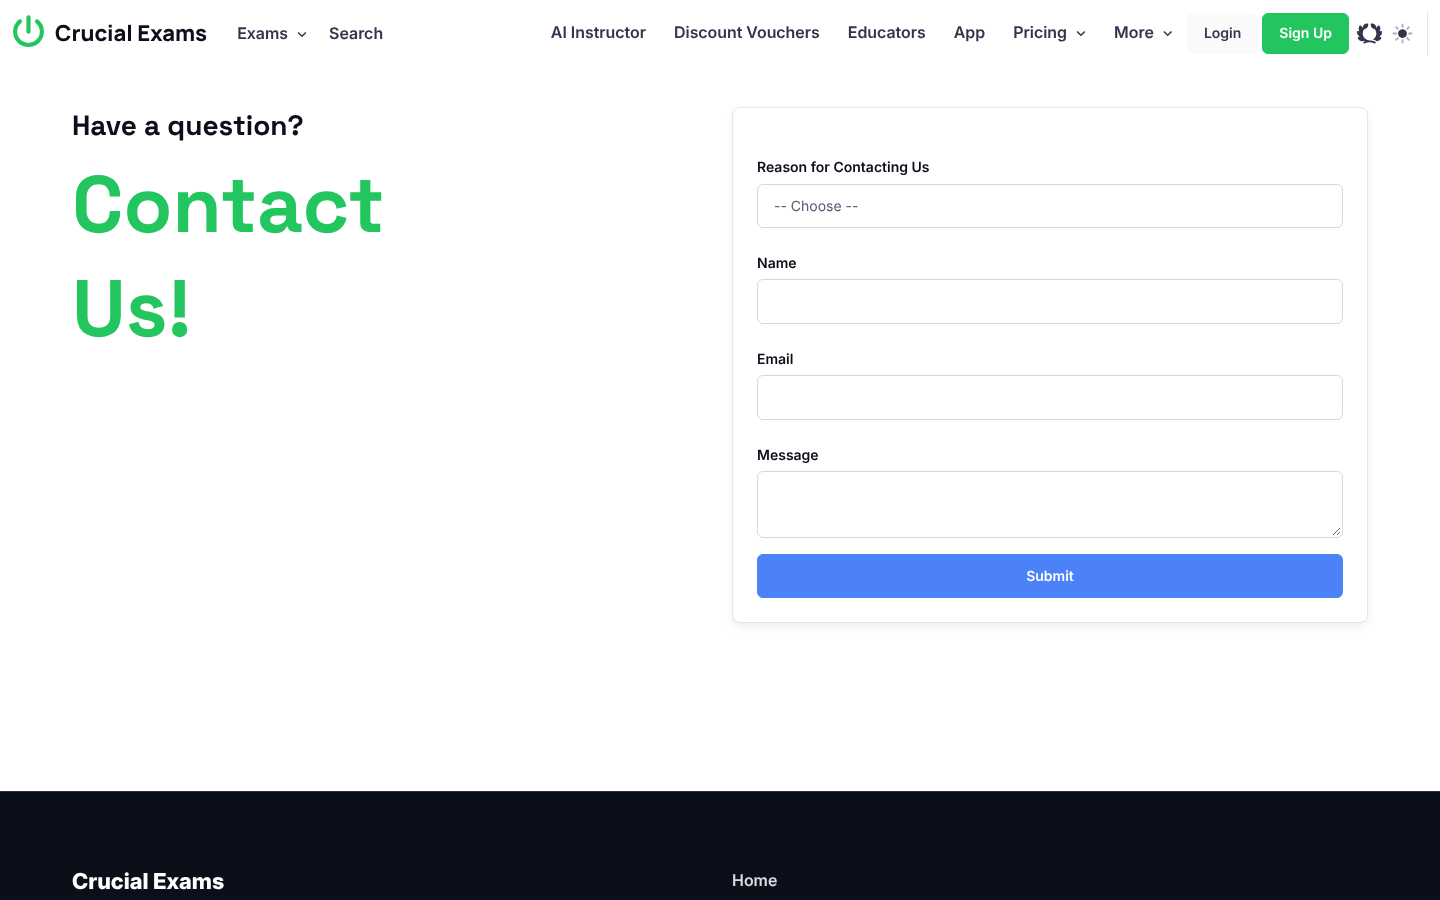 Crucial Exams
Exams
Search
AI Instructor
Discount Vouchers
Educators
App
Pricing
More
Login
Sign Up
Have a question?
Contact
Us!
Reason for Contacting Us
-- Choose --
Name
Email
Message
Submit
Crucial Exams
Home